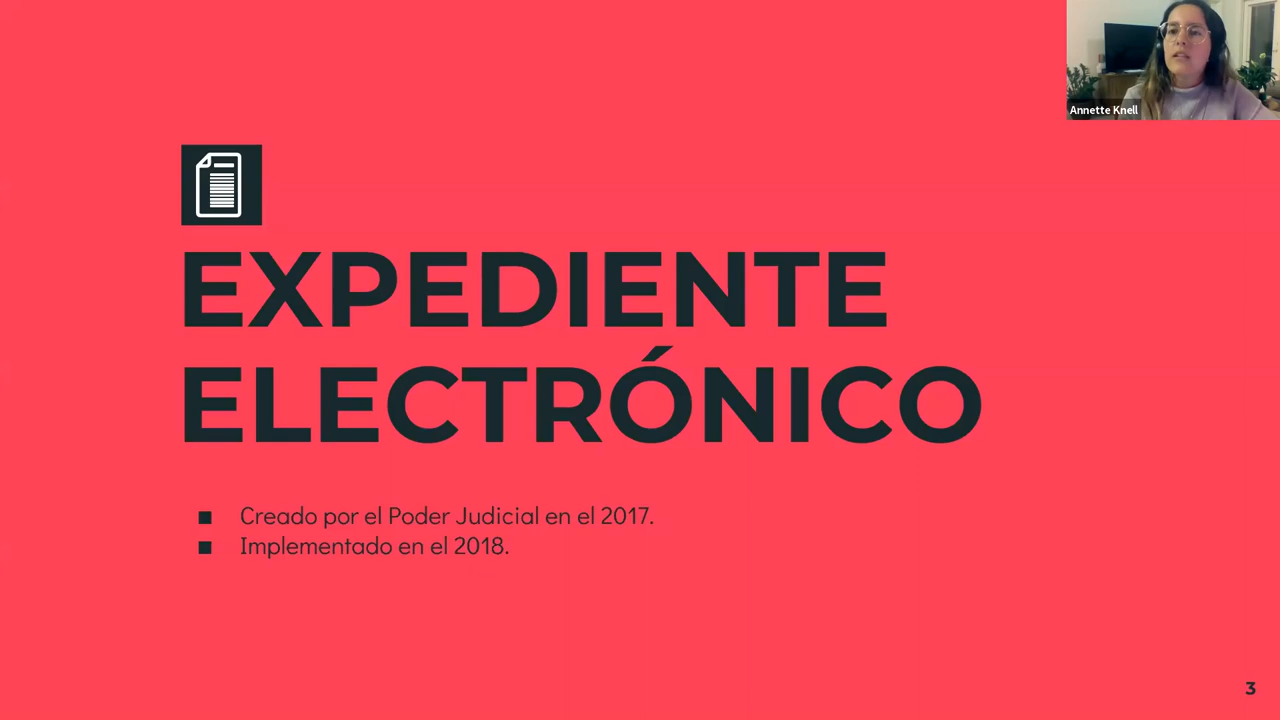 Annette Knell
EXPEDIENTE
ELECTRÓNICO
■ Creado por el Poder Judicial en el 2017.
■ Implementado en el 2018.
3